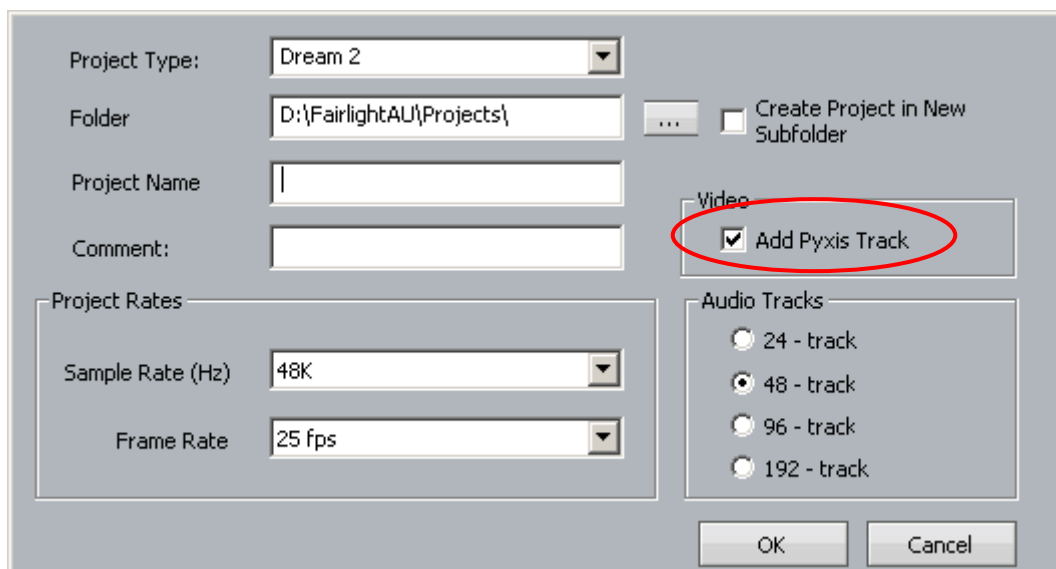 Project Type: Dream 2
Folder D:\FairlightAU\Projects\ ... Create Project in New
Subfolder
Project Name
Video
Comment: Add Pyxis Track
Project Rates Audio Tracks
24 - track
Sample Rate (Hz) 48K 48 - track
96 - track
Frame Rate 25 fps
192 - track
OK Cancel